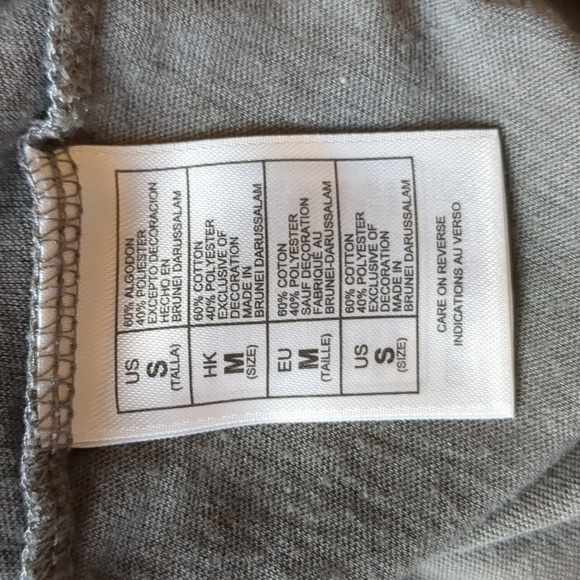 US
S
(TALLA)
60% ALGODON
40% POLYESTER
EXCEPTO DECORACION
HECHO EN
BRUNEI DARUSSALAM
HK
M
(SIZE)
60% COTTON
40% POLYESTER
EXCLUSIVE OF
DECORATION
MADE IN
BRUNEI DARUSSALAM
EU
M
(TAILLE)
60% COTON
40% POLYESTER
SAUF DÉCORATION
FABRIQUÉ AU
BRUNEI DARUSSALAM
US
S
(SIZE)
60% COTTON
40% POLYESTER
EXCLUSIVE OF
DECORATION
MADE IN
BRUNEI DARUSSALAM
CARE ON REVERSE
INDICATIONS AU VERSO